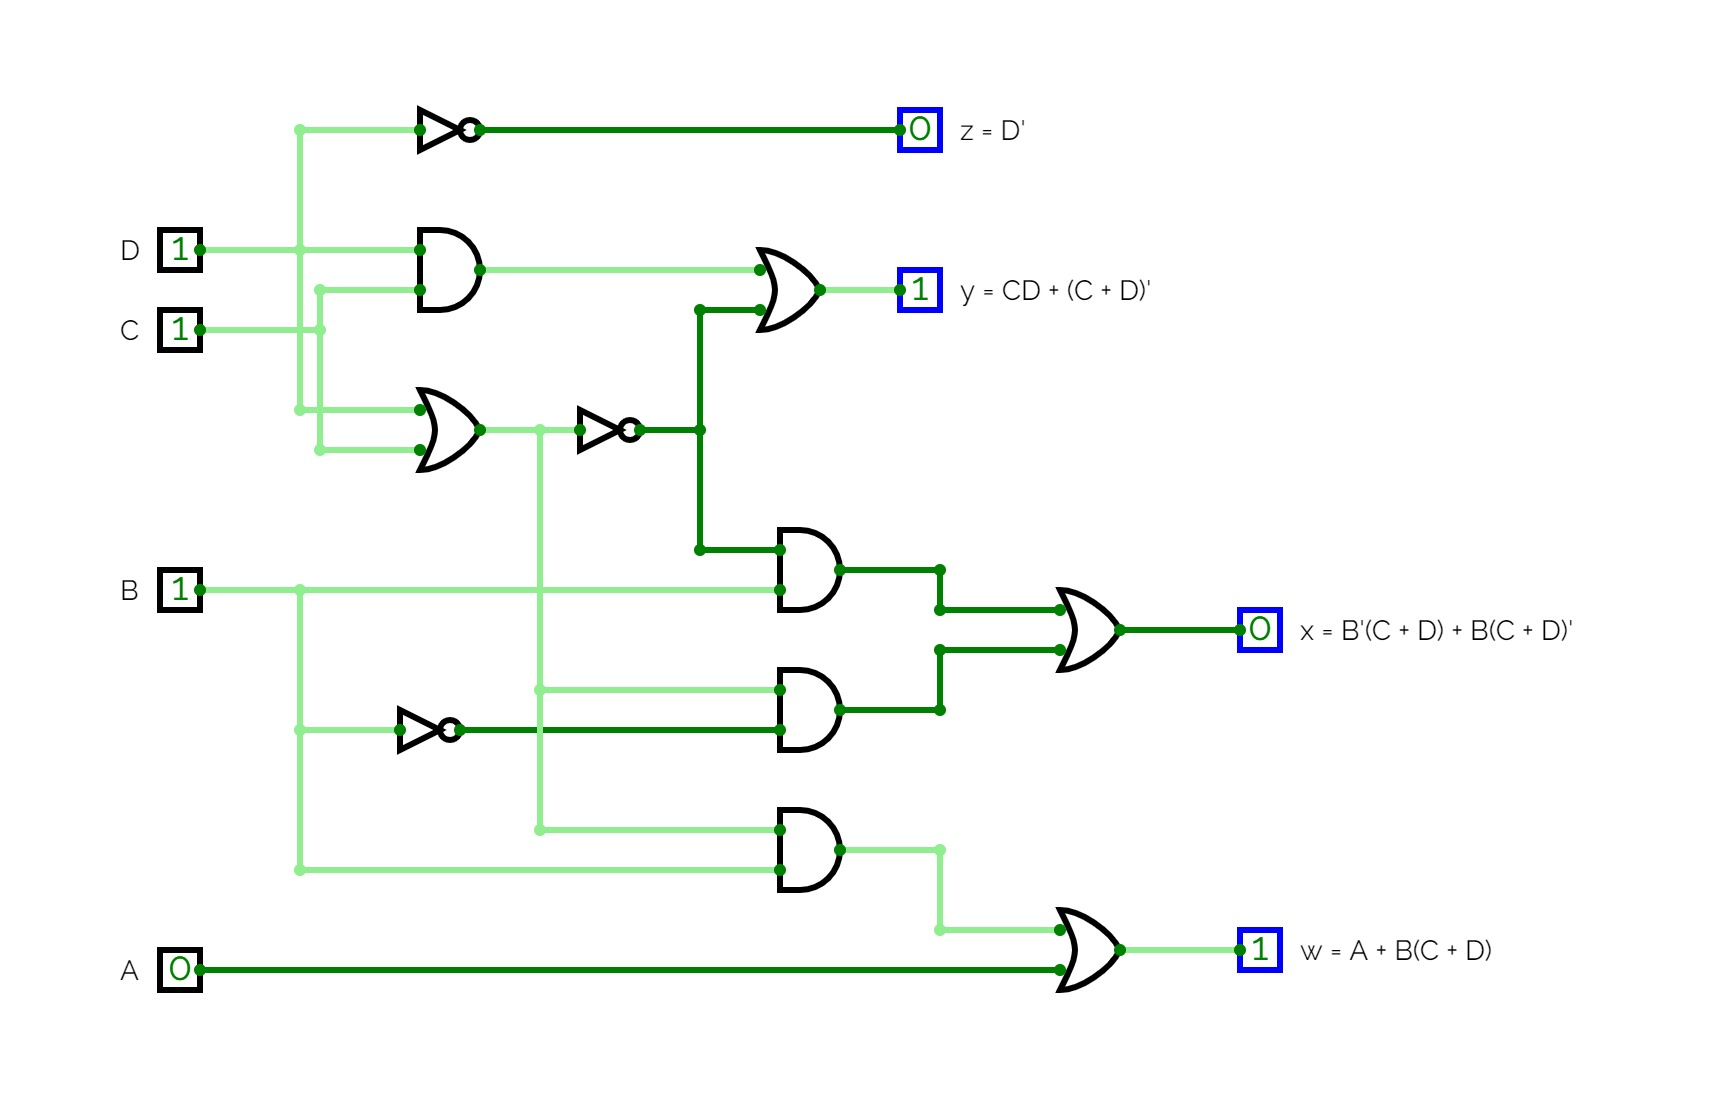 0 z = D'
D 1
1 y = CD + (C + D)'
C 1
B 1
0 x = B'(C + D) + B(C + D)'
1 w = A + B(C + D)
A 0